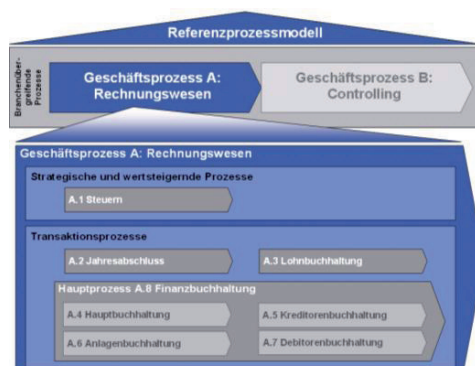 Referenzprozessmodell
Branchenüber-
greifende
Prozesse
Geschäftsprozess A:
Rechnungswesen
Geschäftsprozess B:
Controlling
Geschäftsprozess A: Rechnungswesen
Strategische und wertsteigernde Prozesse
A.1 Steuern
Transaktionsprozesse
A.2 Jahresabschluss
A.3 Lohnbuchhaltung
Hauptprozess A.8 Finanzbuchhaltung
A.4 Hauptbuchhaltung
A.5 Kreditorenbuchhaltung
A.6 Anlagenbuchhaltung
A.7 Debitorenbuchhaltung